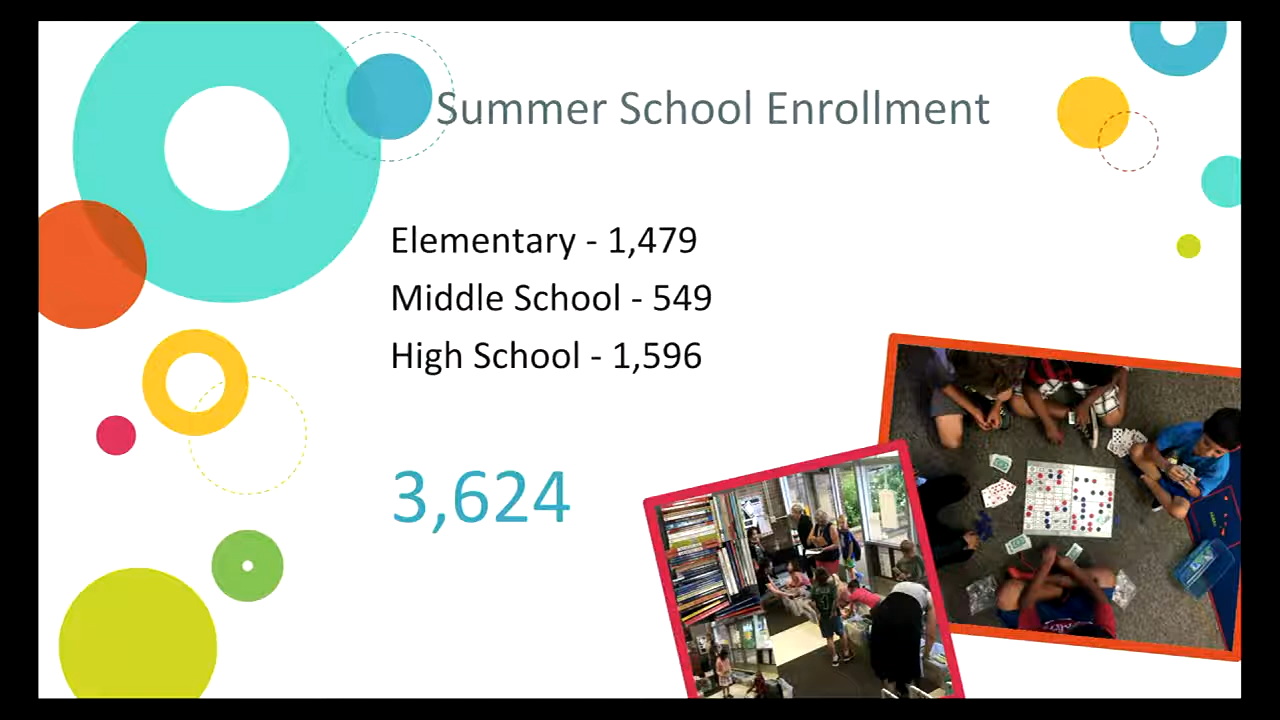 Summer School Enrollment
Elementary - 1,479
Middle School - 549
High School - 1,596
3,624